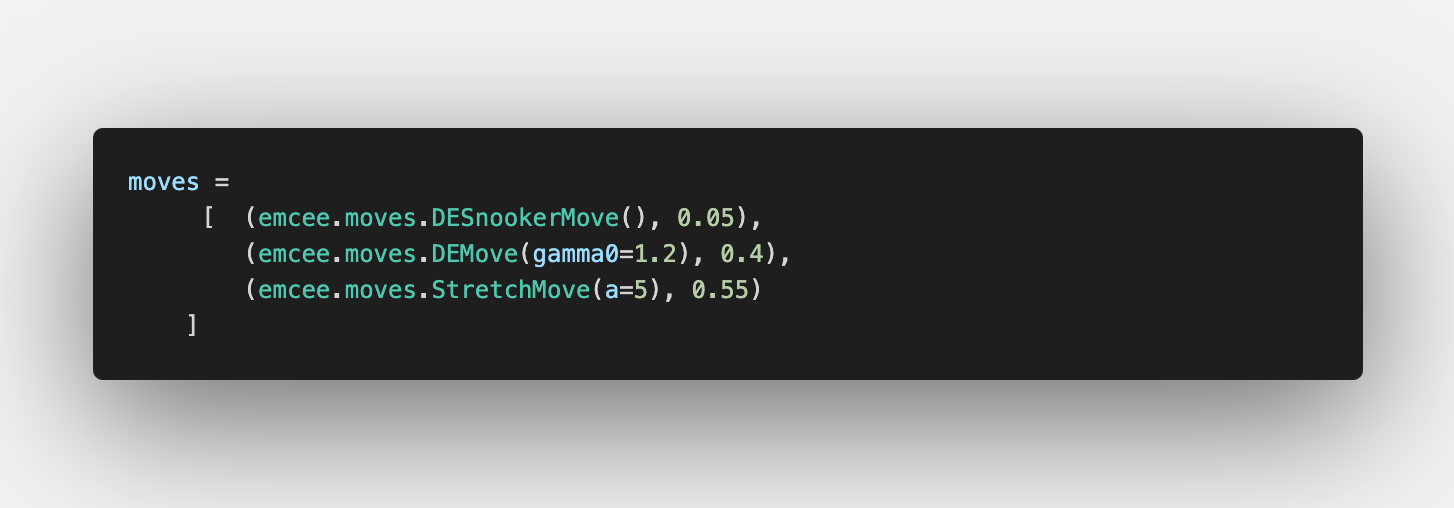 moves =
[ (emcee.moves.DESnookerMove(), 0.05),
(emcee.moves.DEMove(gamma0=1.2), 0.4),
(emcee.moves.StretchMove(a=5), 0.55)
]